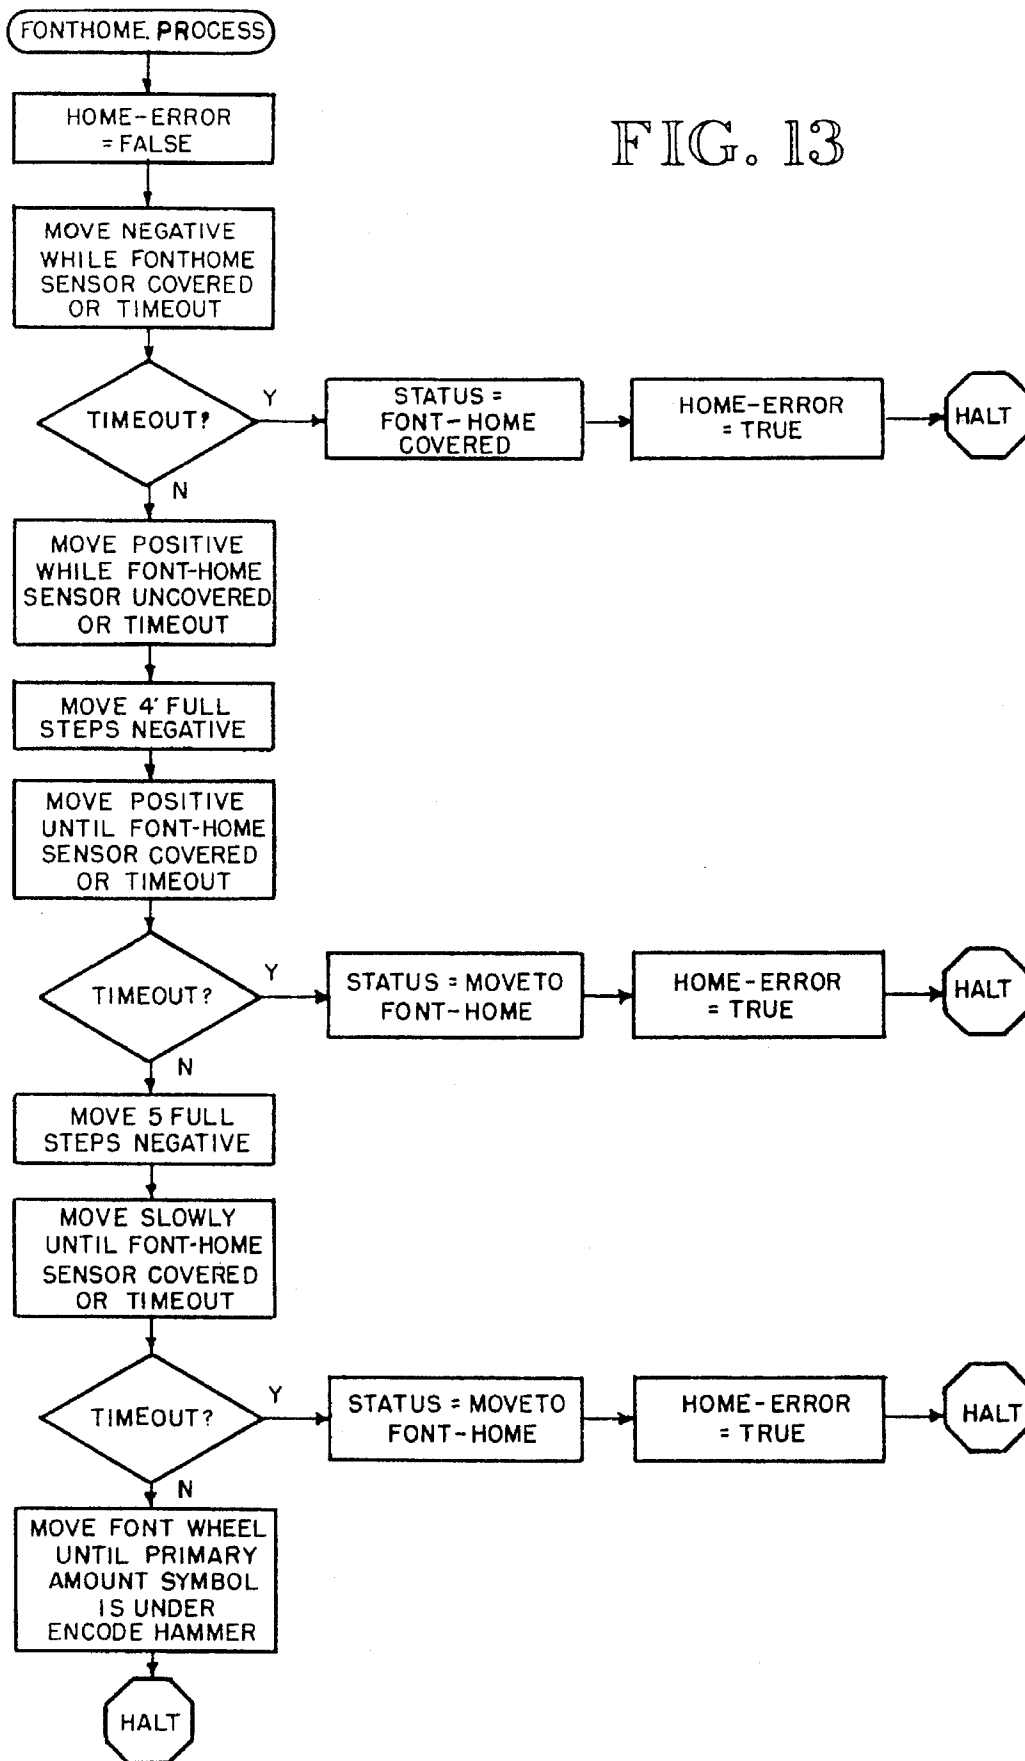 FONTHOME. PROCESS
FIG. 13
HOME-ERROR
= FALSE
MOVE NEGATIVE
WHILE FONTHOME
SENSOR COVERED
OR TIMEOUT
TIMEOUT?
Y
STATUS =
FONT-HOME
COVERED
HOME-ERROR
= TRUE
HALT
N
MOVE POSITIVE
WHILE FONT-HOME
SENSOR UNCOVERED
OR TIMEOUT
MOVE 4' FULL
STEPS NEGATIVE
MOVE POSITIVE
UNTIL FONT-HOME
SENSOR COVERED
OR TIMEOUT
TIMEOUT?
Y
STATUS = MOVETO
FONT-HOME
HOME-ERROR
= TRUE
HALT
N
MOVE 5 FULL
STEPS NEGATIVE
MOVE SLOWLY
UNTIL FONT-HOME
SENSOR COVERED
OR TIMEOUT
TIMEOUT?
Y
STATUS = MOVETO
FONT-HOME
HOME-ERROR
= TRUE
HALT
N
MOVE FONT WHEEL
UNTIL PRIMARY
AMOUNT SYMBOL
IS UNDER
ENCODE HAMMER
HALT